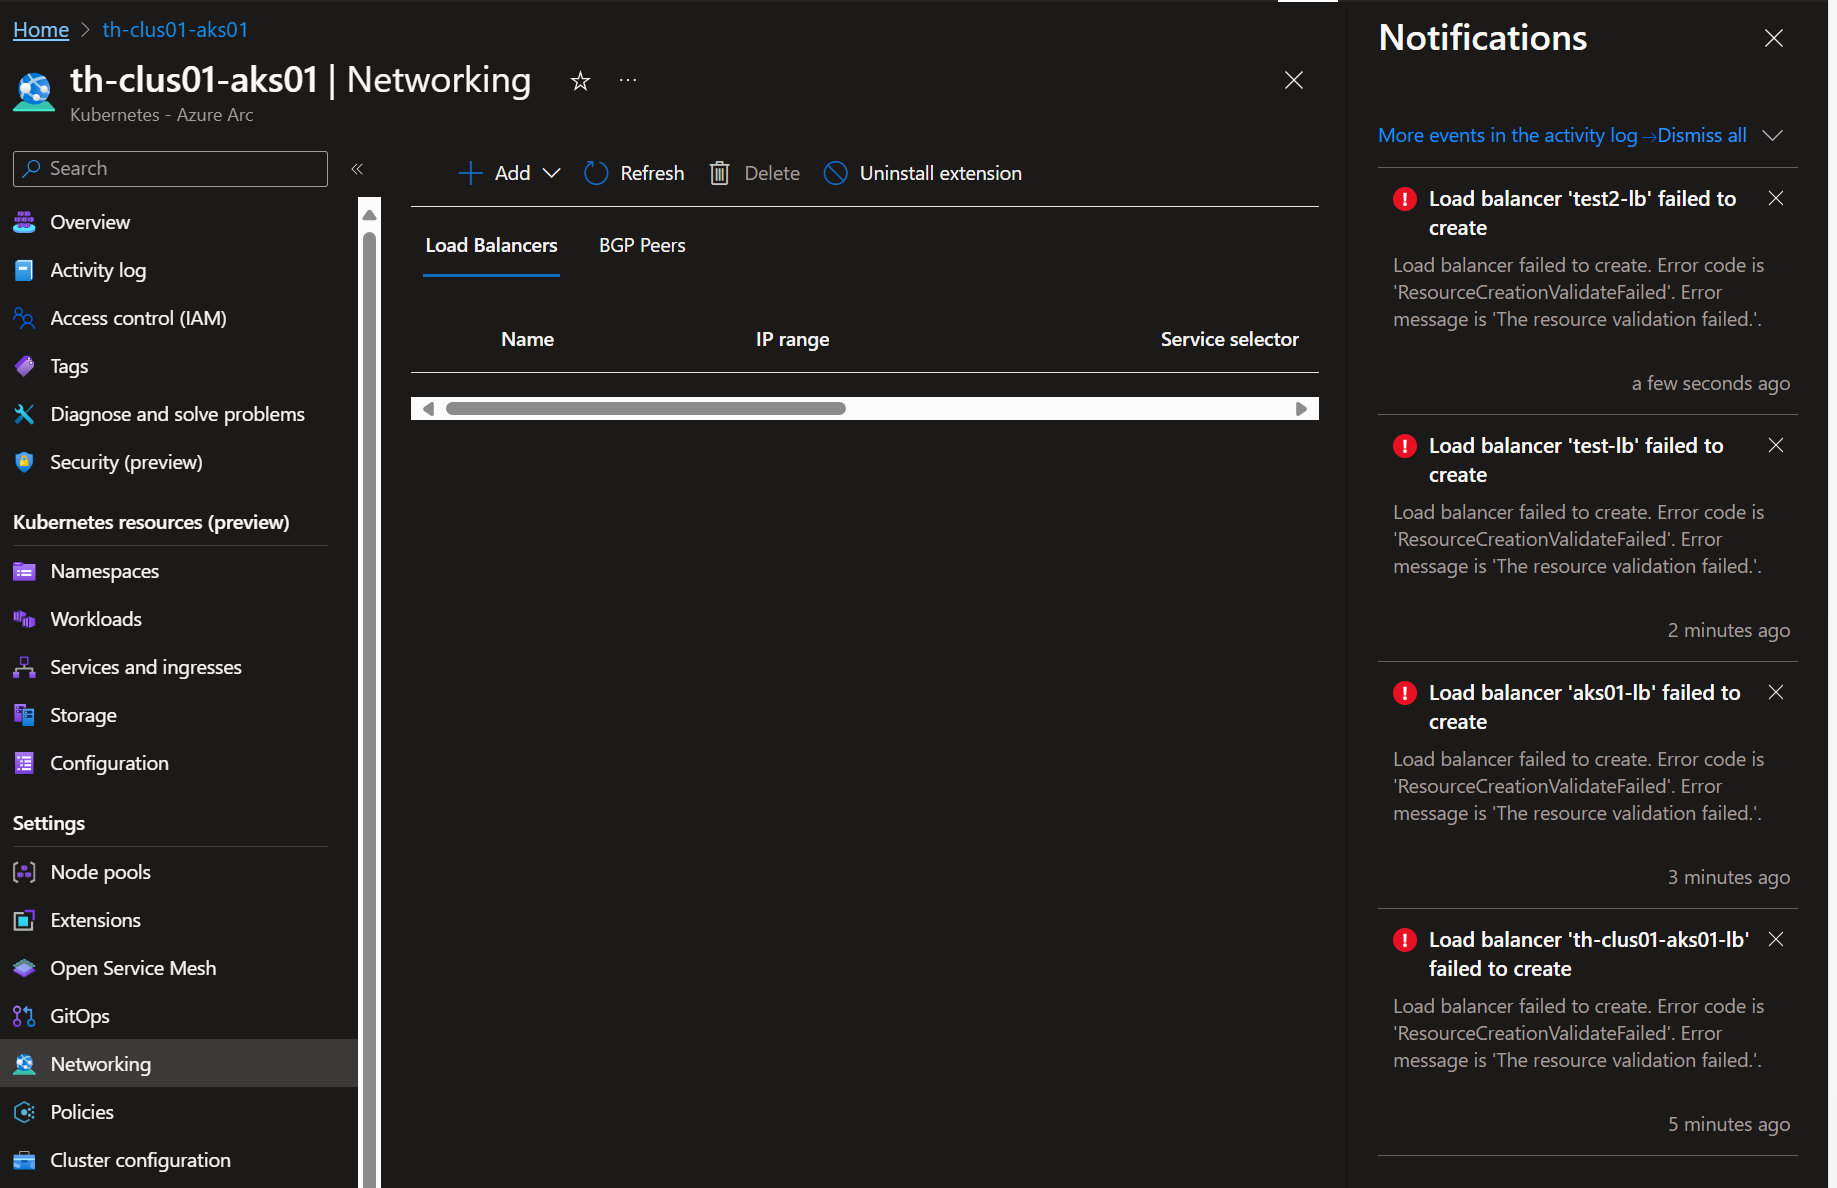 Home > th-clus01-aks01
th-clus01-aks01 | Networking
Kubernetes - Azure Arc
Search
Overview
Activity log
Access control (IAM)
Tags
Diagnose and solve problems
Security (preview)
Kubernetes resources (preview)
Namespaces
Workloads
Services and ingresses
Storage
Configuration
Settings
Node pools
Extensions
Open Service Mesh
GitOps
Networking
Policies
Cluster configuration
Add Refresh Delete Uninstall extension
Load Balancers BGP Peers
Name IP range Service selector
Notifications
More events in the activity log → Dismiss all
Load balancer 'test2-lb' failed to
create
Load balancer failed to create. Error code is
'ResourceCreationValidateFailed'. Error
message is 'The resource validation failed.'.
a few seconds ago
Load balancer 'test-lb' failed to
create
Load balancer failed to create. Error code is
'ResourceCreationValidateFailed'. Error
message is 'The resource validation failed.'.
2 minutes ago
Load balancer 'aks01-lb' failed to
create
Load balancer failed to create. Error code is
'ResourceCreationValidateFailed'. Error
message is 'The resource validation failed.'.
3 minutes ago
Load balancer 'th-clus01-aks01-lb'
failed to create
Load balancer failed to create. Error code is
'ResourceCreationValidateFailed'. Error
message is 'The resource validation failed.'.
5 minutes ago